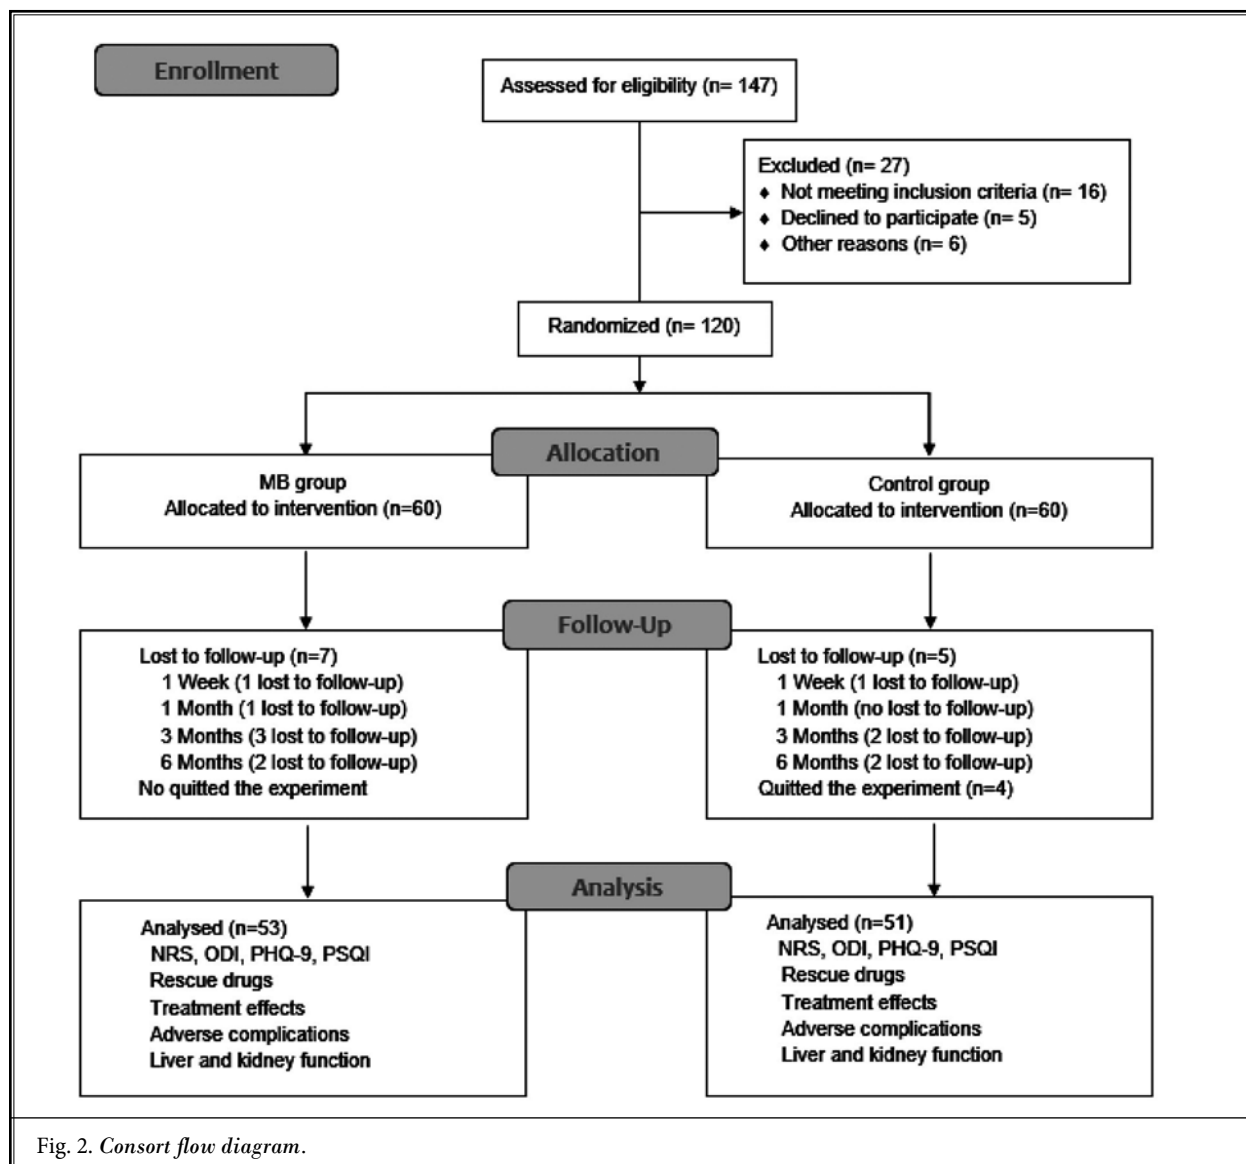 Enrollment
Assessed for eligibility (n= 147)
Excluded (n= 27)
♦ Not meeting inclusion criteria (n= 16)
♦ Declined to participate (n= 5)
♦ Other reasons (n= 6)
Randomized (n= 120)
Allocation
MB group
Allocated to intervention (n=60)
Control group
Allocated to intervention (n=60)
Follow-Up
Lost to follow-up (n=7)
1 Week (1 lost to follow-up)
1 Month (1 lost to follow-up)
3 Months (3 lost to follow-up)
6 Months (2 lost to follow-up)
No quitted the experiment
Lost to follow-up (n=5)
1 Week (1 lost to follow-up)
1 Month (no lost to follow-up)
3 Months (2 lost to follow-up)
6 Months (2 lost to follow-up)
Quitted the experiment (n=4)
Analysis
Analysed (n=53)
NRS, ODI, PHQ-9, PSQI
Rescue drugs
Treatment effects
Adverse complications
Liver and kidney function
Analysed (n=51)
NRS, ODI, PHQ-9, PSQI
Rescue drugs
Treatment effects
Adverse complications
Liver and kidney function
Fig. 2. Consort flow diagram.